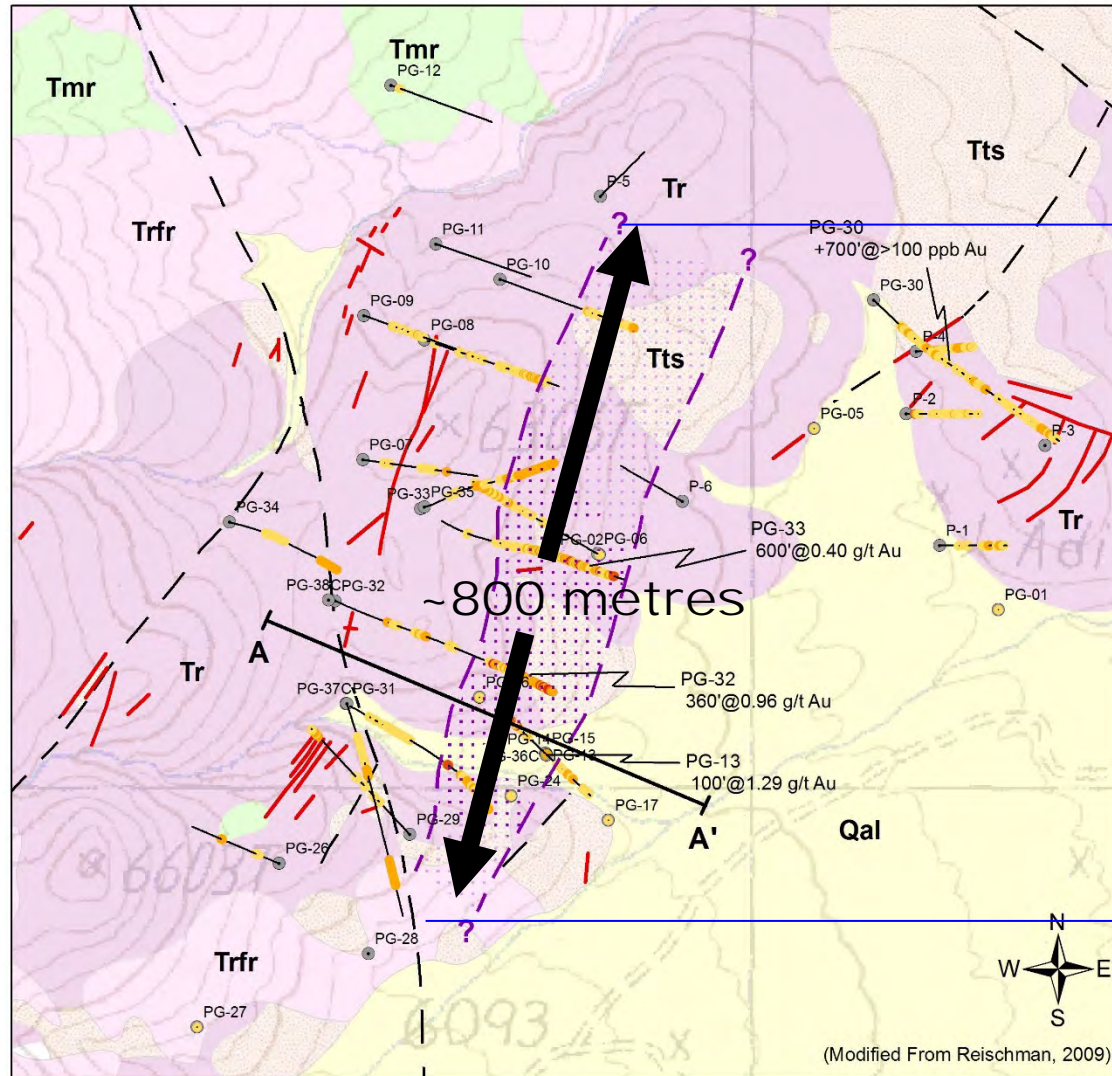 Tmr
Tmr
PG-12
Tts
P-5
Tr
?
Trfr
PG-30
+700'@>100 ppb Au
PG-11
?
PG-10
PG-30
PG-09
PG-08
P-4
Tts
P-2
PG-05
P-3
PG-07
P-6
Tr
PG-33
PG-35
PG-34
PG-33
600'@0.40 g/t Au
PG-02
PG-06
P-1
PG-38C
PG-32
~800 metres
PG-01
A
Tr
PG-32
360'@0.96 g/t Au
PG-37C
PG-31
PG-15
PG-13
100'@1.29 g/t Au
PG-24
PG-17
A'
Qal
PG-29
PG-26
6603T
?
PG-28
Trfr
N
W
E
S
PG-27
6093
(Modified From Reischman, 2009)